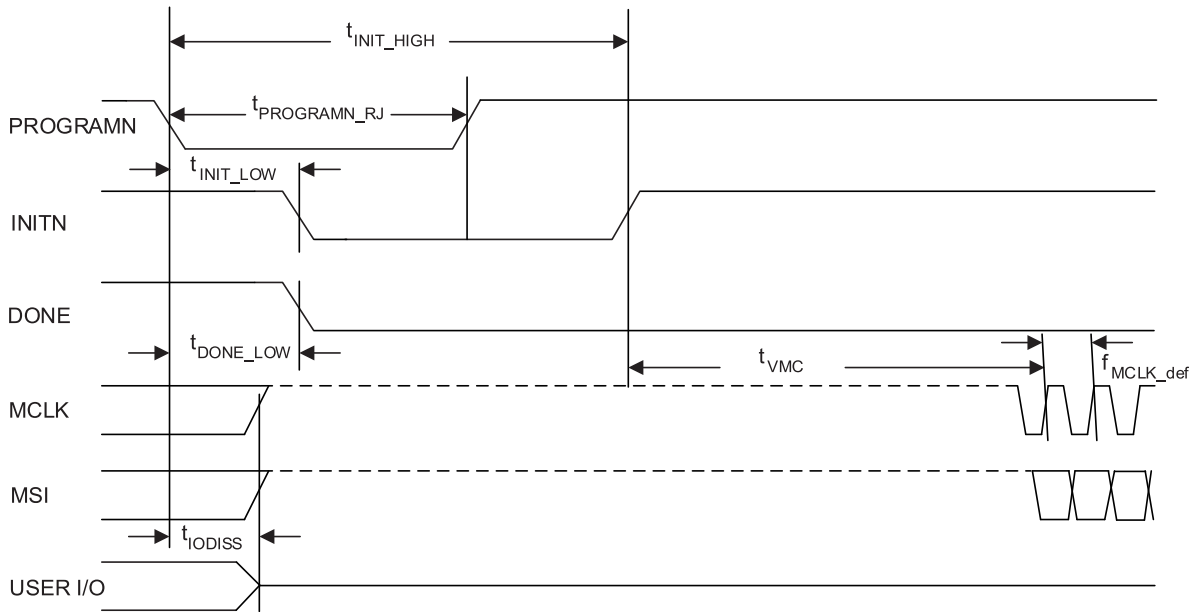 tINIT_HIGH
PROGRAMN
tPROGRAMN_RJ
tINIT_LOW
INITN
DONE
tDONE_LOW
tVMC
fMCLK_def
MCLK
MSI
tIODISS
USER I/O